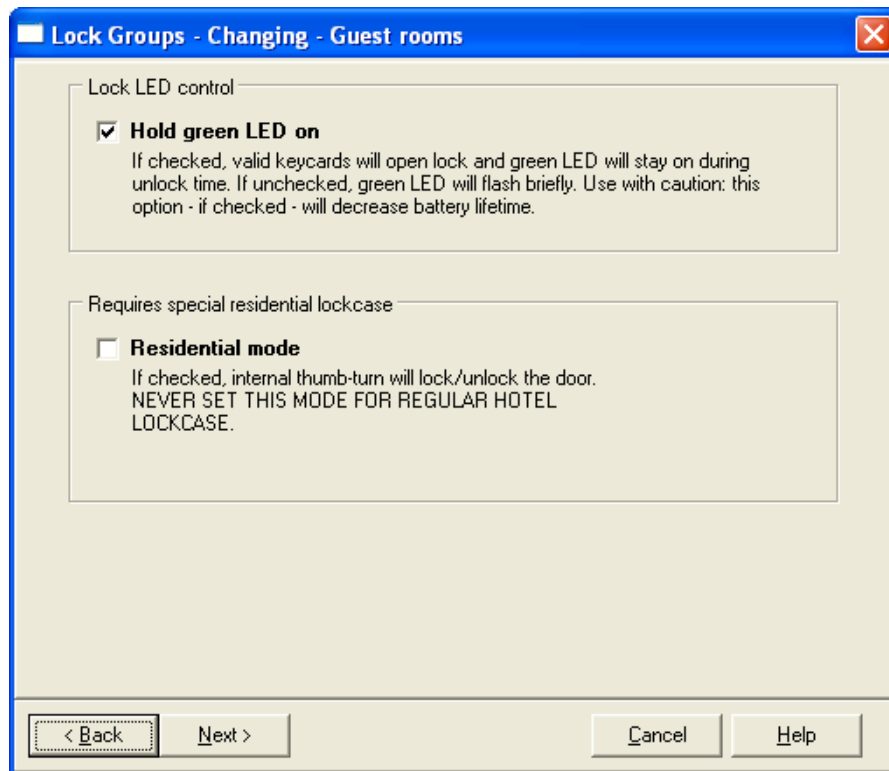 Lock Groups - Changing - Guest rooms
Lock LED control
Hold green LED on
If checked, valid keycards will open lock and green LED will stay on during
unlock time. If unchecked, green LED will flash briefly. Use with caution: this
option - if checked - will decrease battery lifetime.
Requires special residential lockcase
Residential mode
If checked, internal thumb-turn will lock/unlock the door.
NEVER SET THIS MODE FOR REGULAR HOTEL
LOCKCASE.
< Back Next > Cancel Help